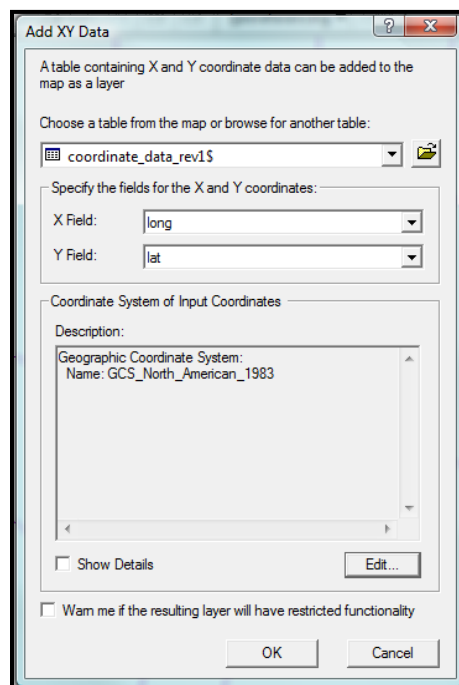 Add XY Data
A table containing X and Y coordinate data can be added to the
map as a layer
Choose a table from the map or browse for another table:
coordinate_data_rev1$
Specify the fields for the X and Y coordinates:
X Field: long
Y Field: lat
Coordinate System of Input Coordinates
Description:
Geographic Coordinate System:
Name: GCS_North_American_1983
Show Details Edit...
Warn me if the resulting layer will have restricted functionality
OK Cancel